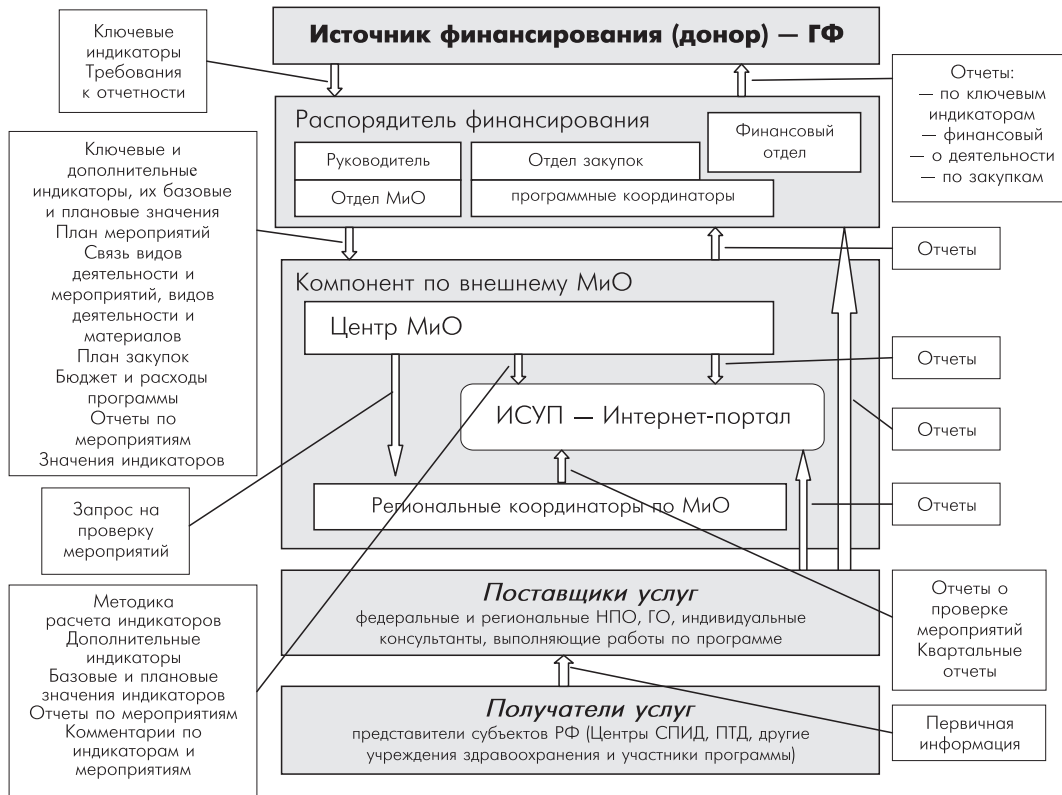 Источник финансирования (донор) — ГФ
Ключевые
индикаторы
Требования
к отчетности
Отчеты:
— по ключевым
индикаторам
— финансовый
— о деятельности
— по закупкам
Распорядитель финансирования
Финансовый
отдел
Руководитель
Отдел МиО
Отдел закупок
программные координаторы
Ключевые и
дополнительные
индикаторы, их базовые
и плановые значения
План мероприятий
Связь видов
деятельности и
мероприятий, видов
деятельности и
материалов
План закупок
Бюджет и расходы
программы
Отчеты по
мероприятиям
Значения индикаторов
Отчеты
Компонент по внешнему МиО
Центр МиО
Отчеты
ИСУП — Интернет-портал
Отчеты
Региональные координаторы по МиО
Отчеты
Запрос на
проверку
мероприятий
Поставщики услуг
федеральные и региональные НПО, ГО, индивидуальные
консультанты, выполняющие работы по программе
Отчеты о
проверке
мероприятий
Квартальные
отчеты
Методика
расчета индикаторов
Дополнительные
индикаторы
Базовые и плановые
значения индикаторов
Отчеты по мероприятиям
Комментарии по
индикаторам и
мероприятиям
Получатели услуг
представители субъектов РФ (Центры СПИД, ПТД, другие
учреждения здравоохранения и участники программы)
Первичная
информация